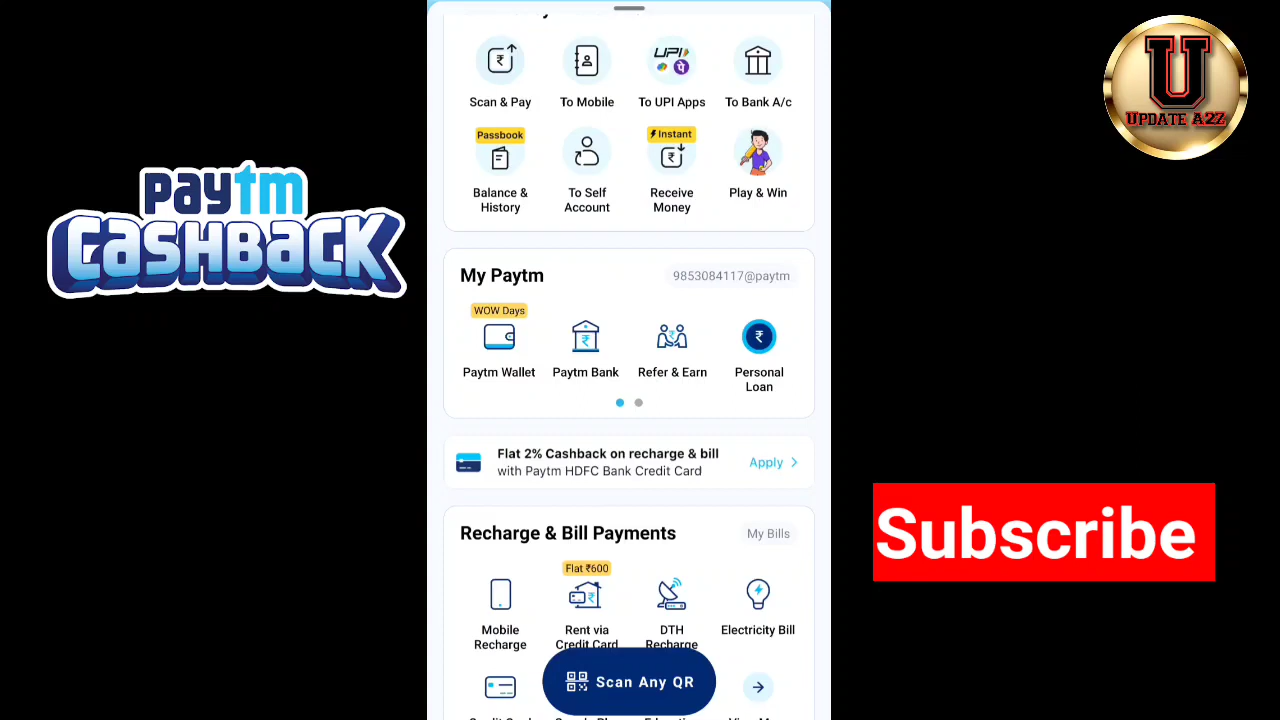 UPI
Scan & Pay
To Mobile
To UPI Apps
To Bank A/c
Passbook
Instant
Balance &
History
To Self
Account
Receive
Money
Play & Win
My Paytm
9853084117@paytm
WOW Days
Paytm Wallet
Paytm Bank
Refer & Earn
Personal
Loan
Flat 2% Cashback on recharge & bill
with Paytm HDFC Bank Credit Card
Apply
Recharge & Bill Payments
My Bills
Flat ₹600
Mobile
Recharge
Rent via
Credit Card
DTH
Recharge
Electricity Bill
Scan Any QR
paytm
CASHBACK
U
UPDATE A2Z
Subscribe